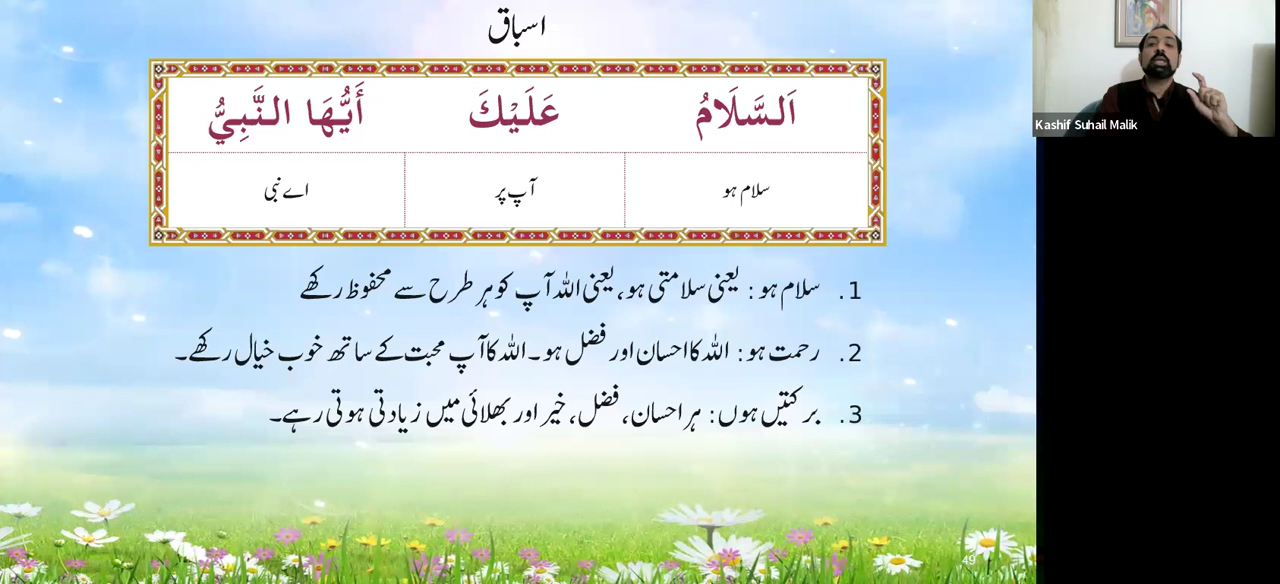 اسباق
اَلسَّلَامُ عَلَيْكَ أَيُّهَا النَّبِيُّ
سلام ہو آپ پر اے نبی
1. سلام ہو: یعنی سلامتی ہو، یعنی اللہ آپ کو ہر طرح سے محفوظ رکھے
2. رحمت ہو: اللہ کا احسان اور فضل ہو۔ اللہ کا آپ محبت کے ساتھ خوب خیال رکھے۔
3. برکتیں ہوں: ہر احسان، فضل، خیر اور بھلائی میں زیادتی ہوتی رہے۔
Kashif Suhail Malik